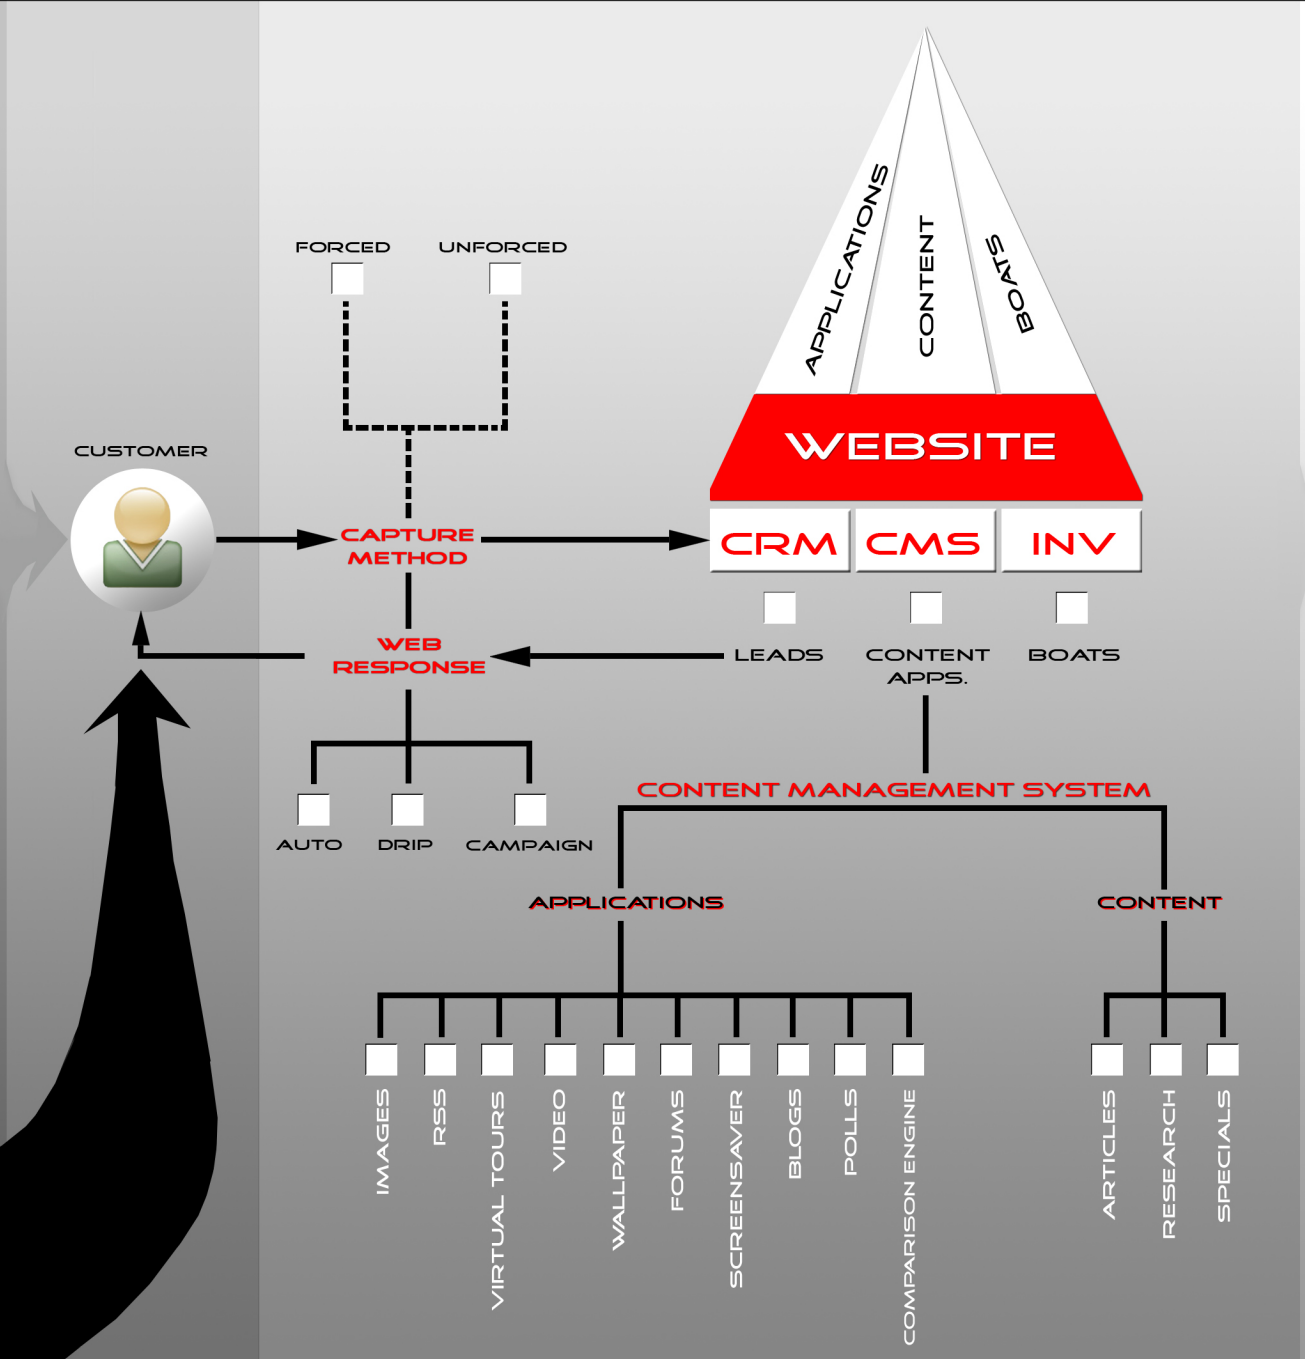 APPLICATIONS
CONTENT
BOATS
FORCED
UNFORCED
WEBSITE
CUSTOMER
CAPTURE
METHOD
CRM
CMS
INV
WEB
RESPONSE
LEADS
CONTENT
APPS.
BOATS
CONTENT MANAGEMENT SYSTEM
AUTO
DRIP
CAMPAIGN
APPLICATIONS
CONTENT
IMAGES
RSS
VIRTUAL TOURS
VIDEO
WALLPAPER
FORUMS
SCREENSAVER
BLOGS
POLLS
COMPARISON ENGINE
ARTICLES
RESEARCH
SPECIALS